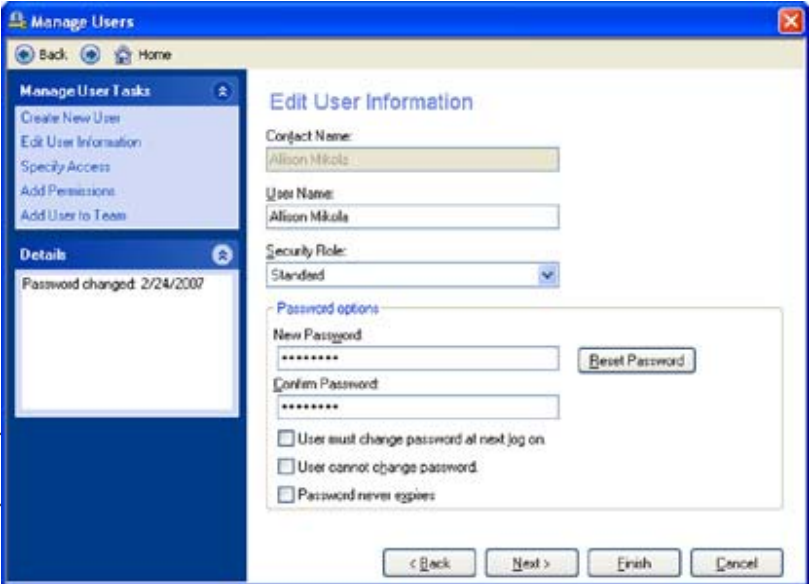 Manage Users
Back
Home
Manage User Tasks
Create New User
Edit User Information
Specify Access
Add Permissions
Add User to Team
Details
Password changed: 2/24/2007
Edit User Information
Contact Name:
Allison Mikola
User Name:
Allison Mikola
Security Role:
Standard
Password options
New Password
••••••••
Reset Password
Confirm Password
••••••••
User must change password at next log on.
User cannot change password.
Password never expires
< Back
Next >
Finish
Cancel